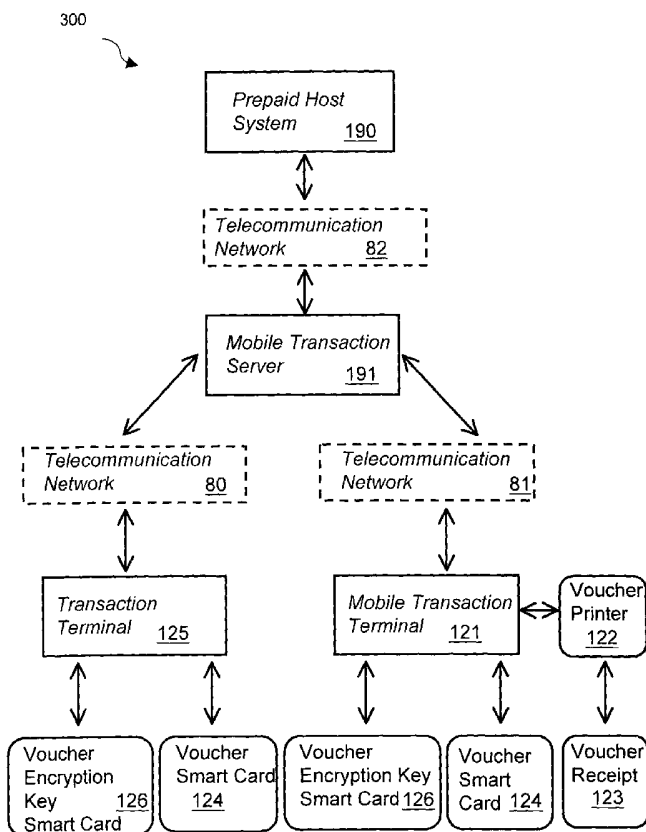 300
Prepaid Host
System 190
Telecommunication
Network 82
Mobile Transaction
Server 191
Telecommunication
Network 80
Telecommunication
Network 81
Transaction
Terminal 125
Mobile Transaction
Terminal 121
Voucher
Printer
122
Voucher
Encryption
Key 126
Smart Card
Voucher
Smart Card
124
Voucher
Encryption Key
Smart Card 126
Voucher
Smart
Card 124
Voucher
Receipt
123